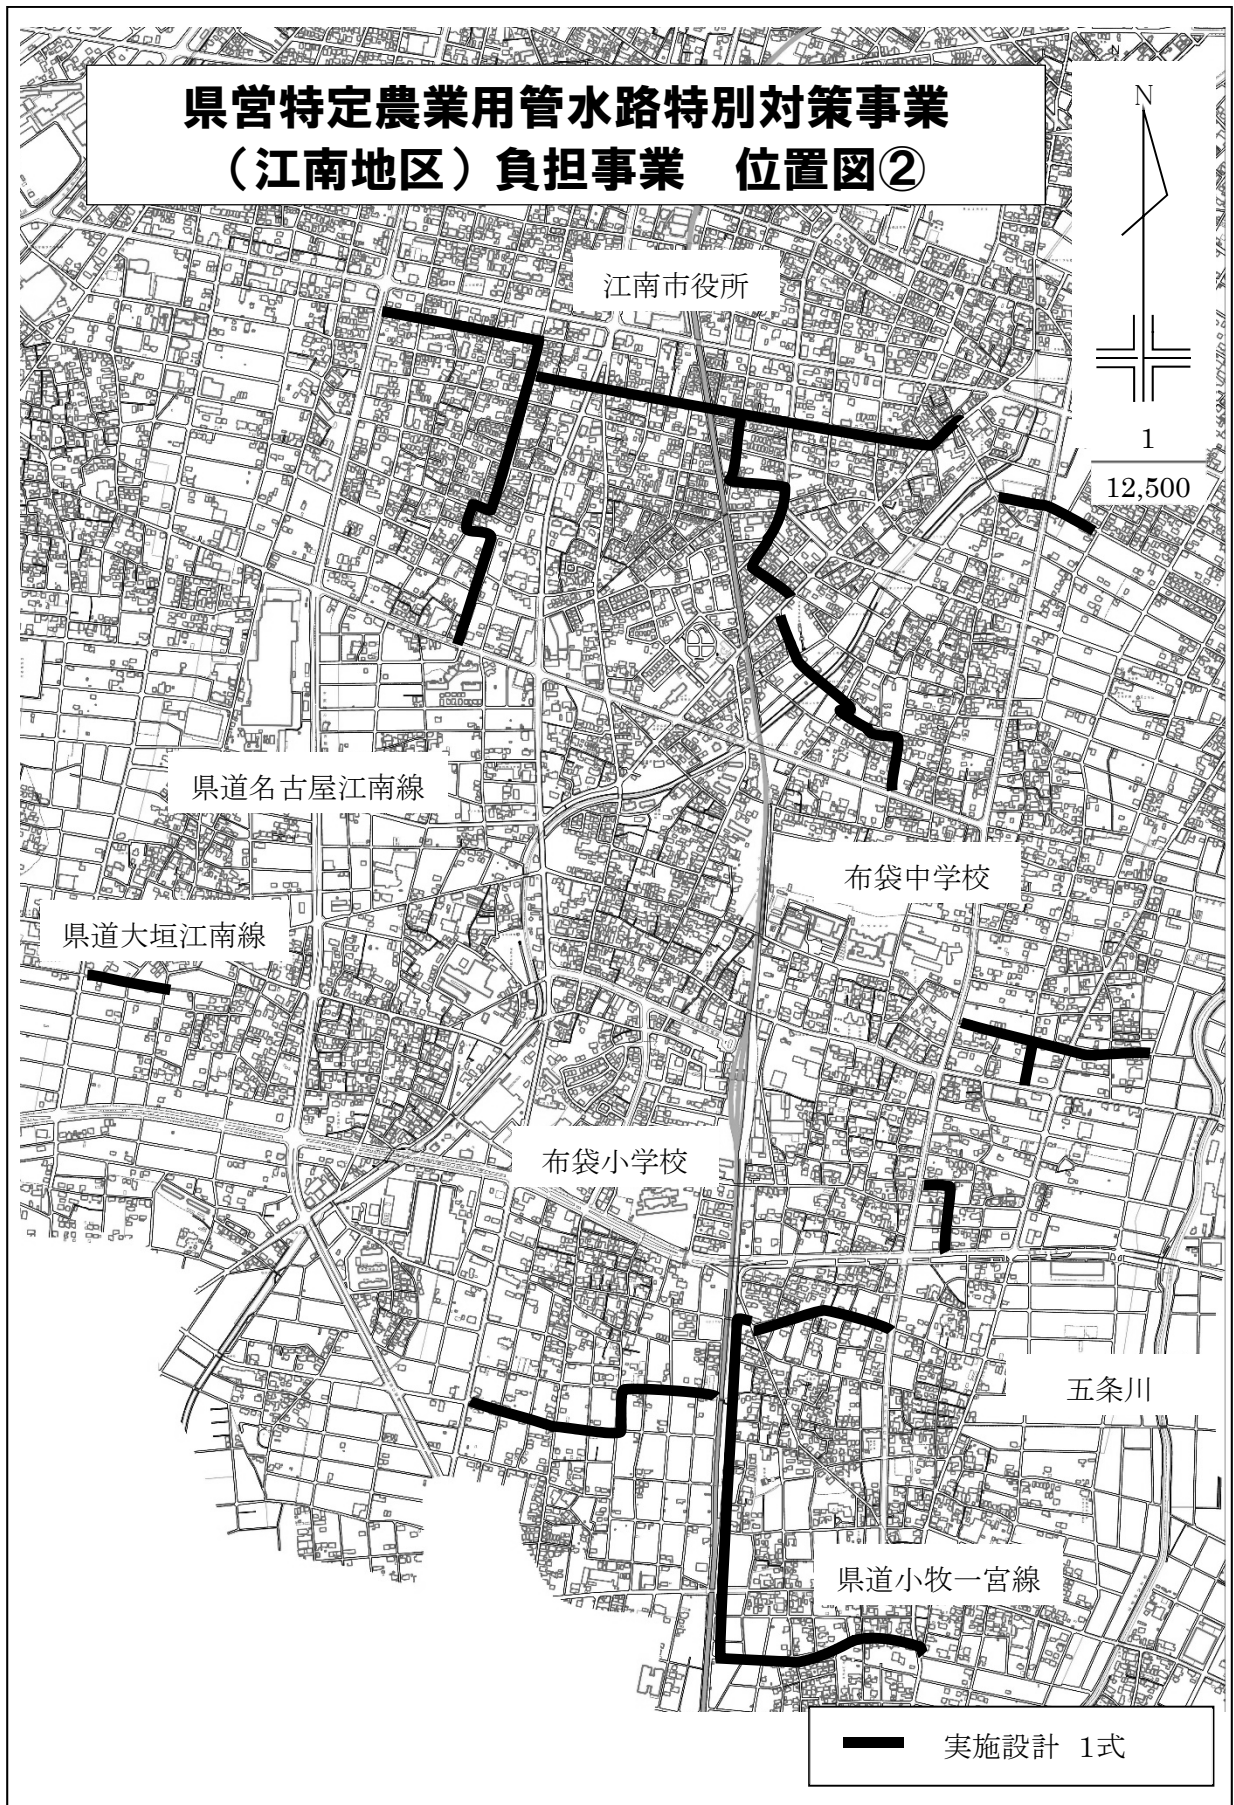 県営特定農業用管水路特別対策事業
（江南地区）負担事業　位置図②
N
江南市役所
1
12,500
県道名古屋江南線
布袋中学校
県道大垣江南線
布袋小学校
五条川
県道小牧一宮線
実施設計 1式